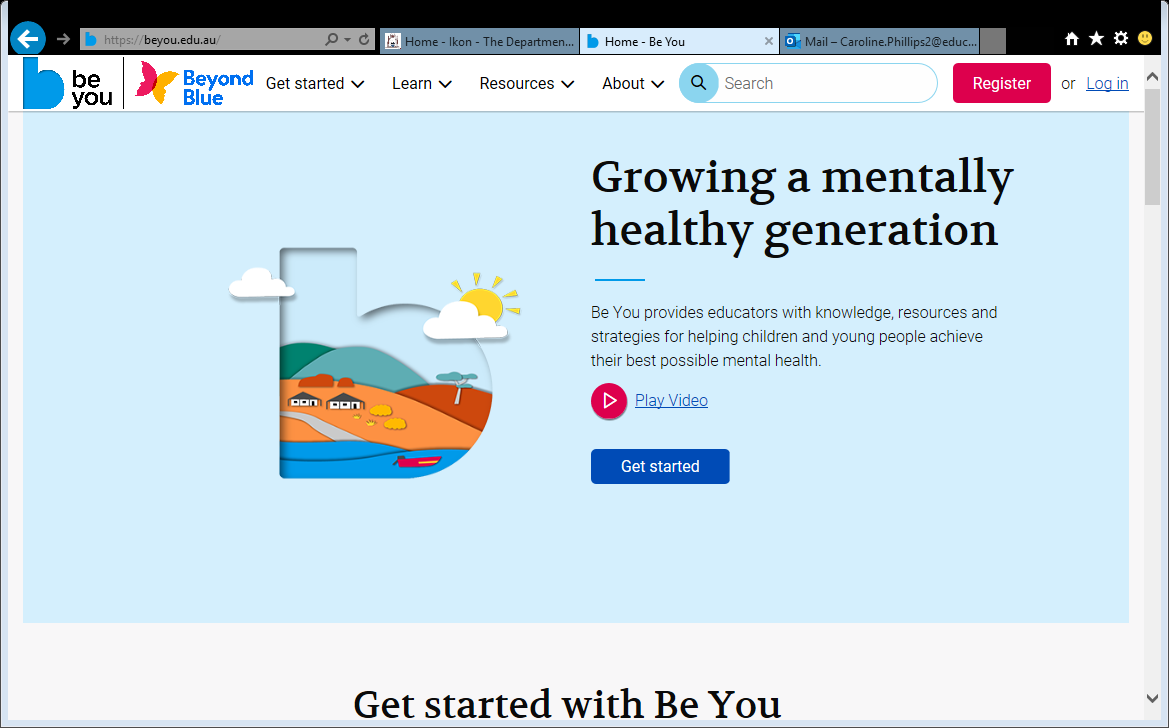 https://beyou.edu.au/
Home - Ikon - The Departmen...
Home - Be You
Mail – Caroline.Phillips2@educ...
be
you
Beyond
Blue
Get started
Learn
Resources
About
Search
Register
or
Log in
Growing a mentally
healthy generation
Be You provides educators with knowledge, resources and
strategies for helping children and young people achieve
their best possible mental health.
Play Video
Get started
Get started with Be You